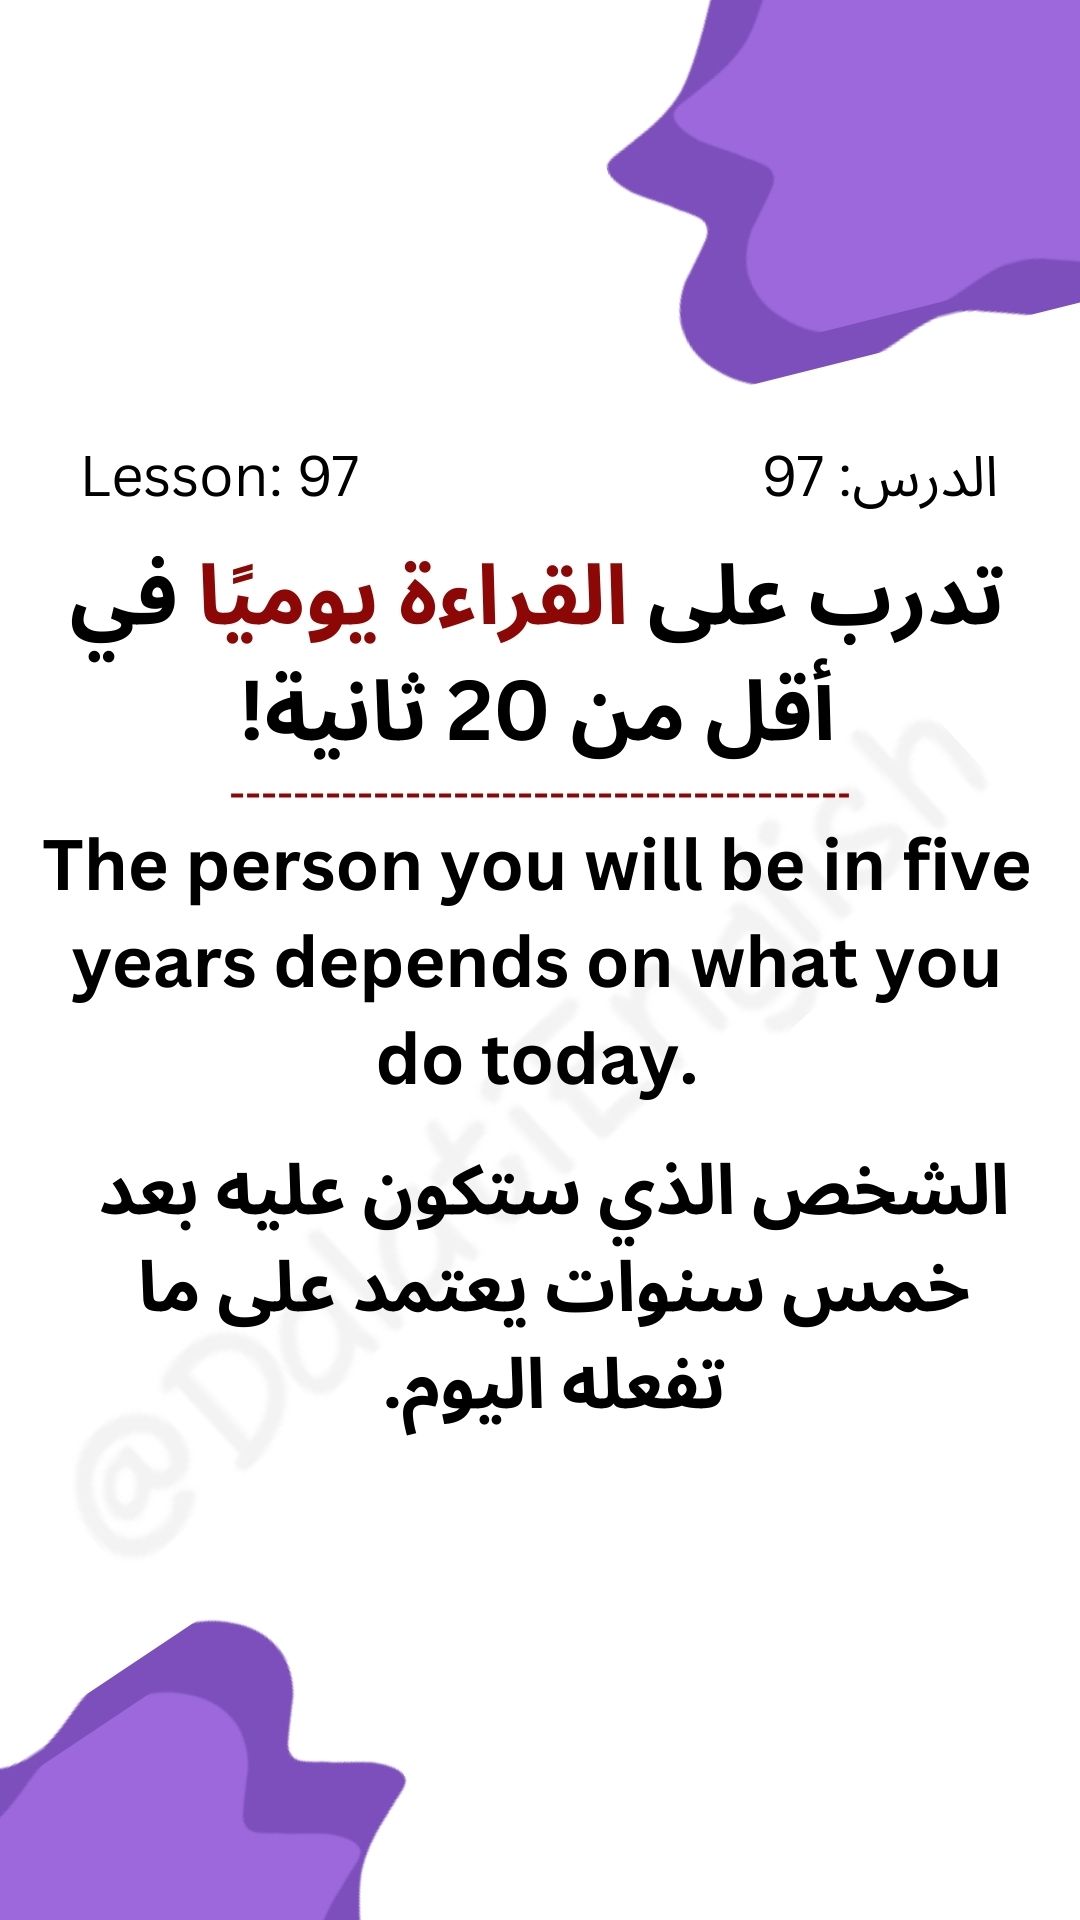 Lesson: 97
الدرس: 97
تدرب على القراءة يوميًا في
أقل من 20 ثانية!
---------------------------------------
The person you will be in five
years depends on what you
do today.
الشخص الذي ستكون عليه بعد
خمس سنوات يعتمد على ما
تفعله اليوم.
@DalatiEnglish